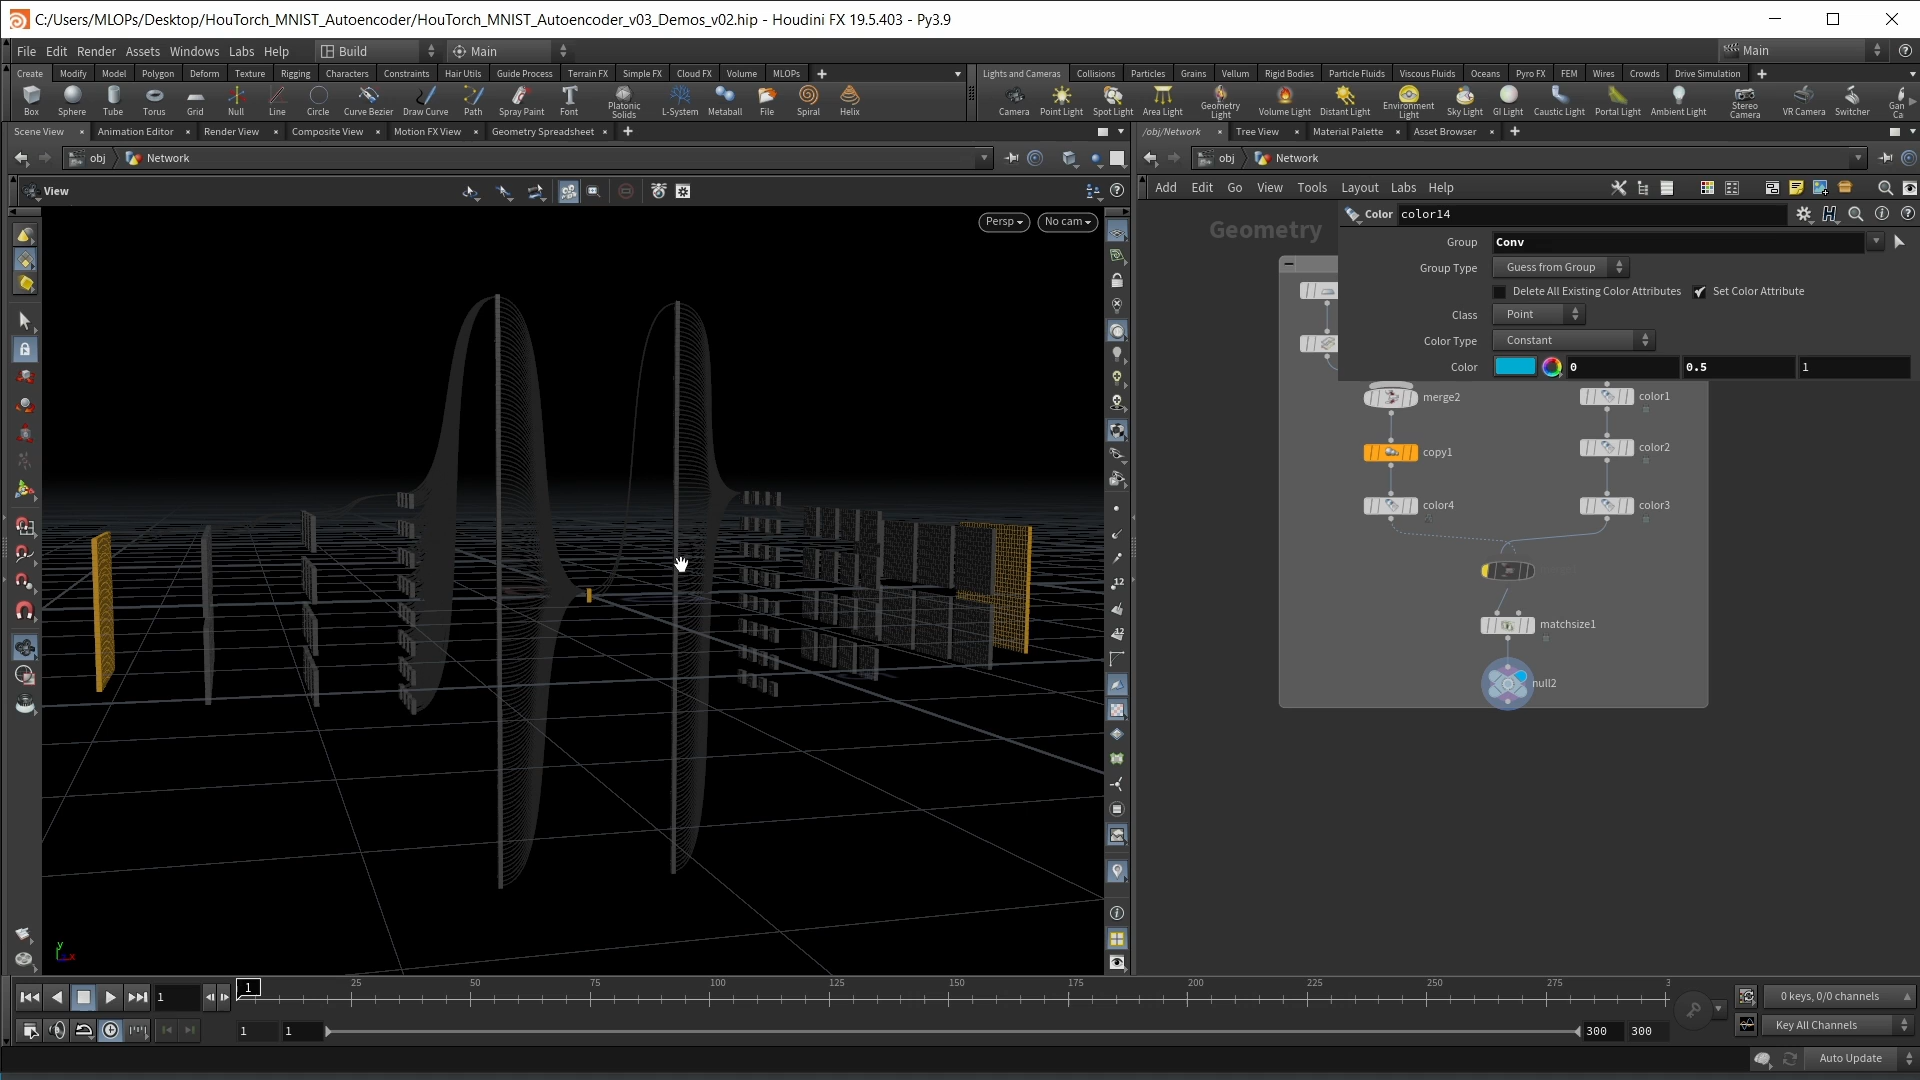 C:/Users/MLOPs/Desktop/HouTorch_MNIST_Autoencoder/HouTorch_MNIST_Autoencoder_v03_Demos_v02.hip - Houdini FX 19.5.403 - Py3.9
File Edit Render Assets Windows Labs Help Build Main Main
Create Modify Model Polygon Deform Texture Rigging Characters Constraints Hair Utils Guide Process Terrain FX Simple FX Cloud FX Volume MLOPs
Lights and Cameras Collisions Particles Grains Vellum Rigid Bodies Particle Fluids Viscous Fluids Oceans Pyro FX FEM Wires Crowds Drive Simulation
Box Sphere Tube Torus Grid Null Line Circle Curve Bezier Draw Curve Path Spray Paint Font Platonic Solids L-System Metaball File Spiral Helix
Camera Point Light Spot Light Area Light Geometry Light Volume Light Distant Light Environment Light Sky Light GI Light Caustic Light Portal Light Ambient Light Stereo Camera VR Camera Switcher Gan Ca
Scene View Animation Editor Render View Composite View Motion FX View Geometry Spreadsheet
/obj/Network Tree View Material Palette Asset Browser
obj Network
obj Network
View
Add Edit Go View Tools Layout Labs Help
Persp No cam
Geometry
Color color14
Group Conv
Group Type Guess from Group
Delete All Existing Color Attributes Set Color Attribute
Class Point
Color Type Constant
Color 0 0.5 1
merge2
color1
copy1
color2
color4
color3
matchsize1
null2
12
12
y
x
1 1 25 50 75 100 125 150 175 200 225 250 275 3
0 keys, 0/0 channels
1 1 300 300
Key All Channels
Auto Update